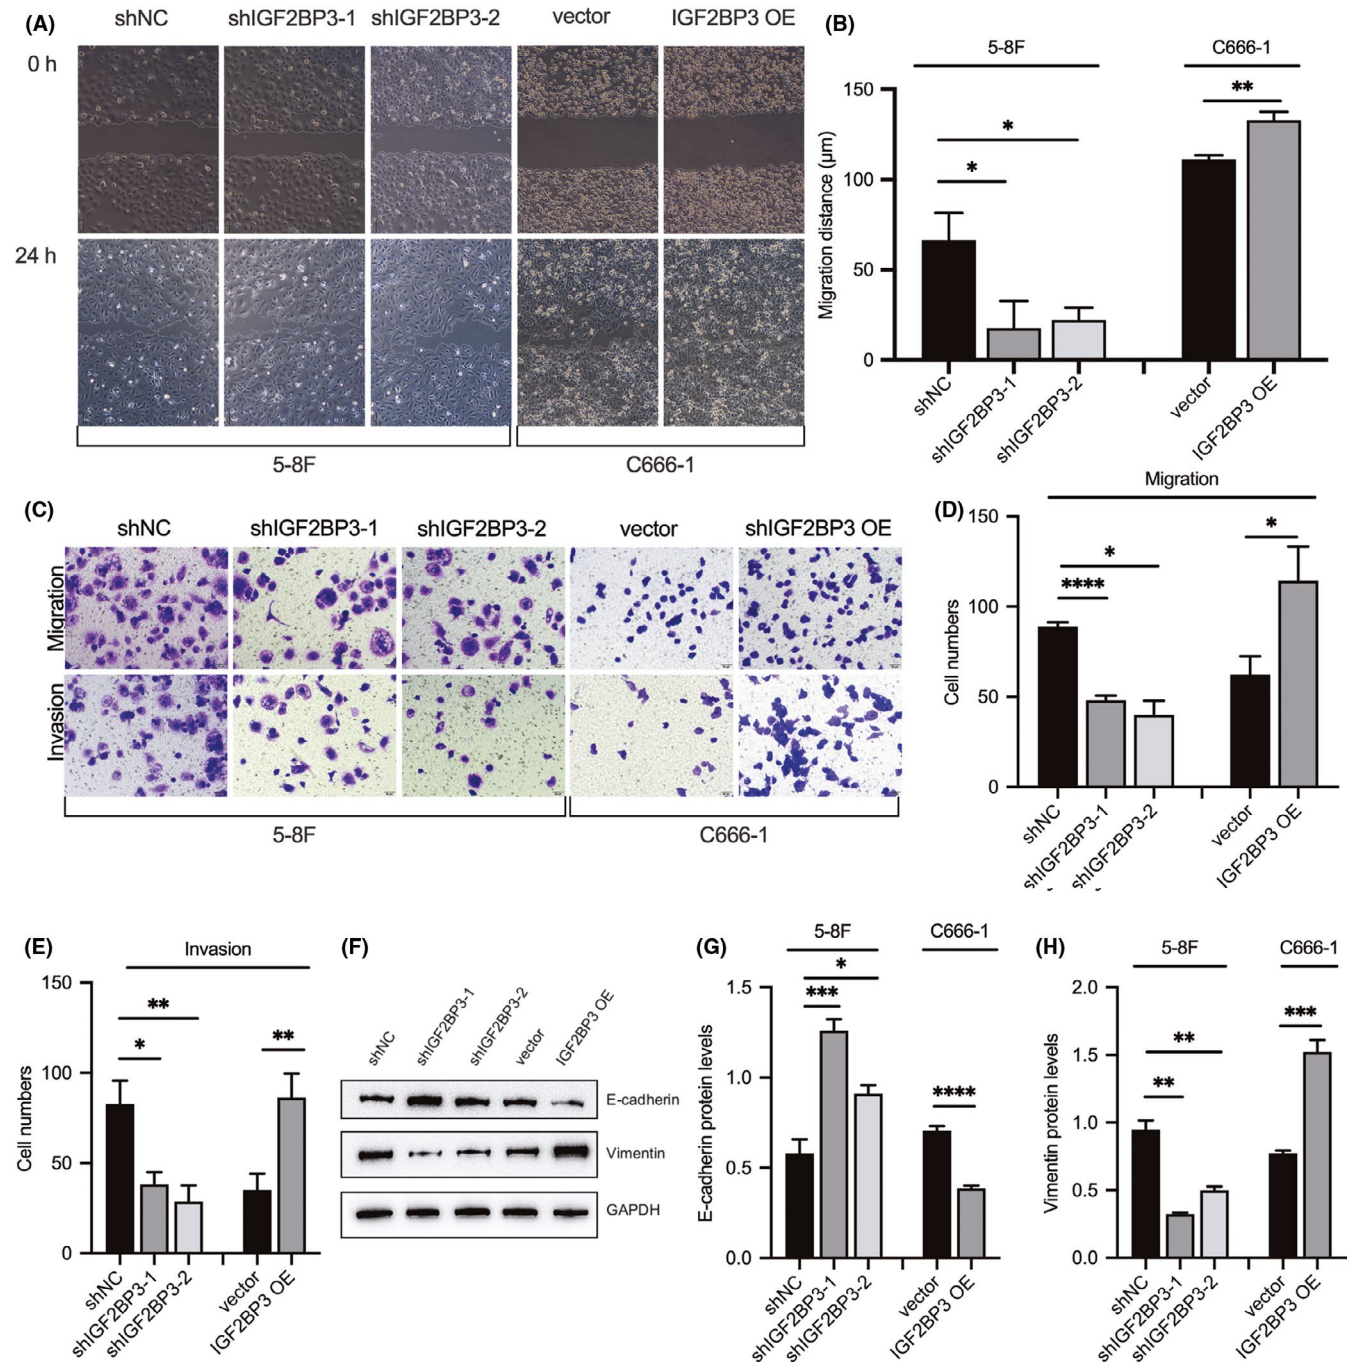 (A)
shNC shIGF2BP3-1 shIGF2BP3-2 vector IGF2BP3 OE
0 h
24 h
5-8F C666-1
(B)
5-8F C666-1
**
*
*
Migration distance (μm)
150
100
50
0
shNC
shIGF2BP3-1
shIGF2BP3-2
vector
IGF2BP3 OE
(C)
shNC shIGF2BP3-1 shIGF2BP3-2 vector shIGF2BP3 OE
Migration
Invasion
5-8F C666-1
(D)
Migration
*
*
****
Cell numbers
150
100
50
0
shNC
shIGF2BP3-1
shIGF2BP3-2
vector
IGF2BP3 OE
(E)
Invasion
**
*
**
Cell numbers
150
100
50
0
shNC
shIGF2BP3-1
shIGF2BP3-2
vector
IGF2BP3 OE
(F)
shNC
shIGF2BP3-1
shIGF2BP3-2
vector
IGF2BP3 OE
E-cadherin
Vimentin
GAPDH
(G)
5-8F C666-1
*
***
****
E-cadherin protein levels
1.5
1.0
0.5
0.0
shNC
shIGF2BP3-1
shIGF2BP3-2
vector
IGF2BP3 OE
(H)
5-8F C666-1
***
**
**
Vimentin protein levels
2.0
1.5
1.0
0.5
0.0
shNC
shIGF2BP3-1
shIGF2BP3-2
vector
IGF2BP3 OE